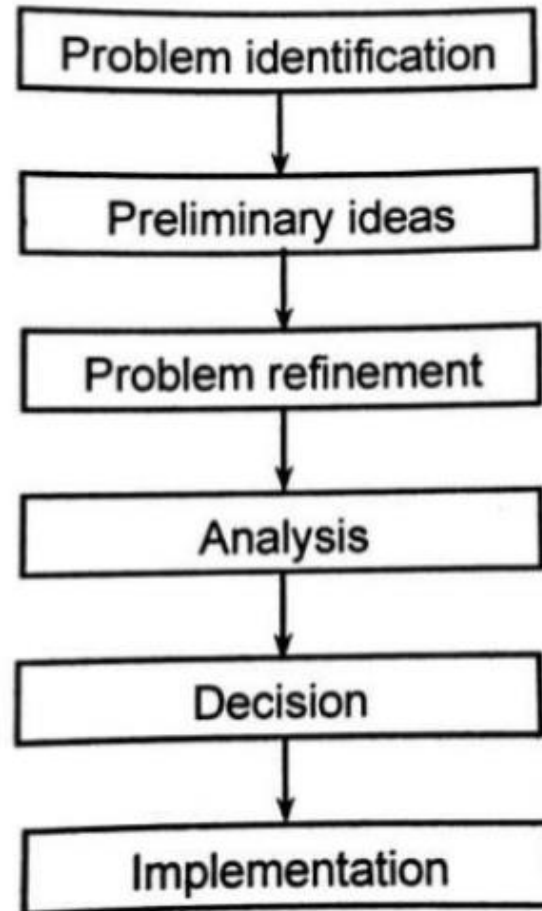 Problem identification
Preliminary ideas
Problem refinement
Analysis
Decision
Implementation